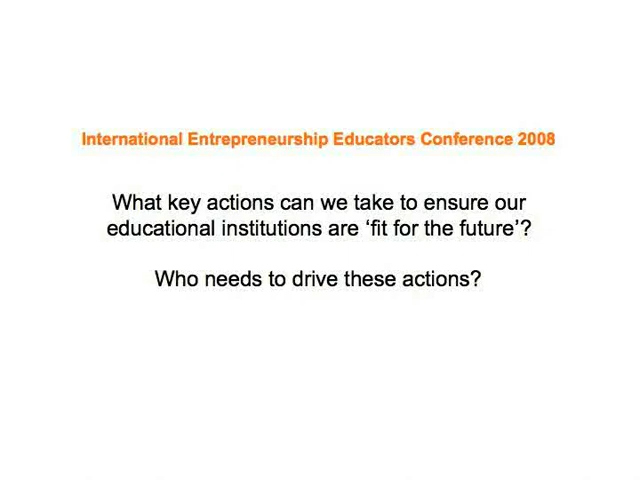 International Entrepreneurship Educators Conference 2008
What key actions can we take to ensure our
educational institutions are ‘fit for the future’?
Who needs to drive these actions?